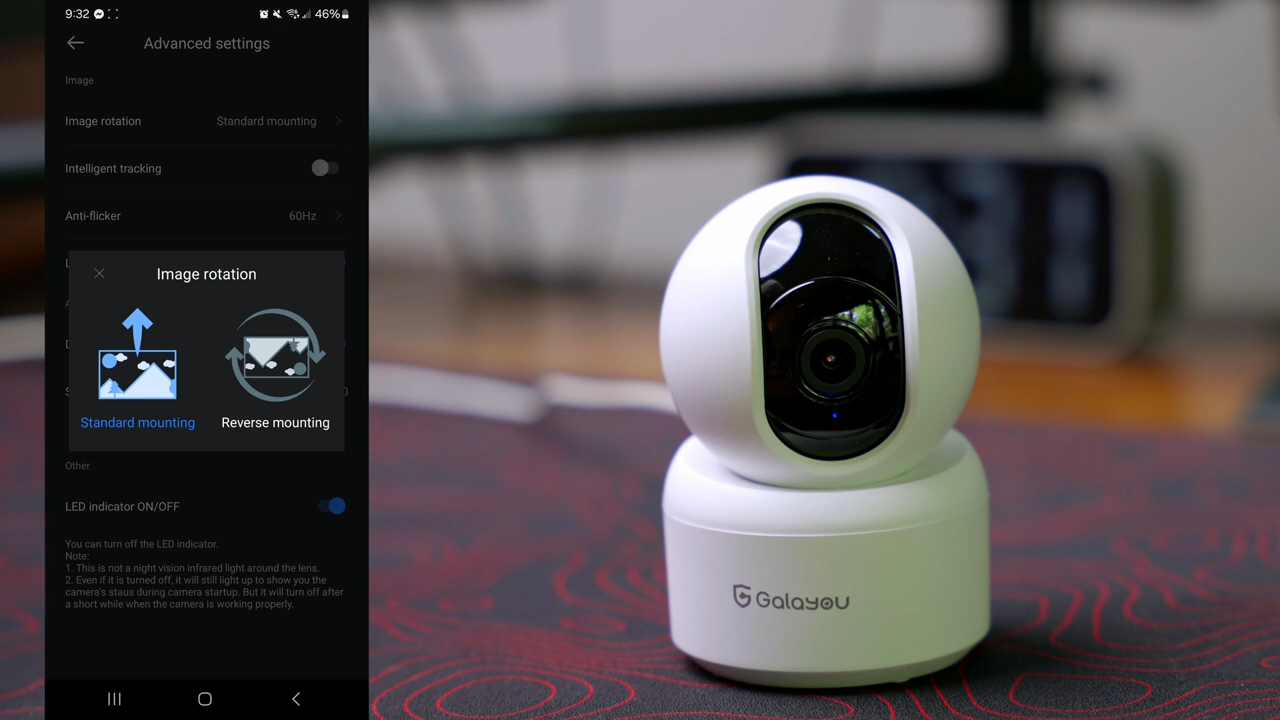 9:32 46%
Advanced settings
Image
Image rotation Standard mounting
Intelligent tracking
Anti-flicker 60Hz
Image rotation
Standard mounting Reverse mounting
Other
LED indicator ON/OFF
You can turn off the LED indicator.
Note:
1. This is not a night vision infrared light around the lens.
2. Even if it is turned off, it will still light up to show you the
camera's staus during camera startup. But it will turn off after
a short while when the camera is working properly.
Galayou